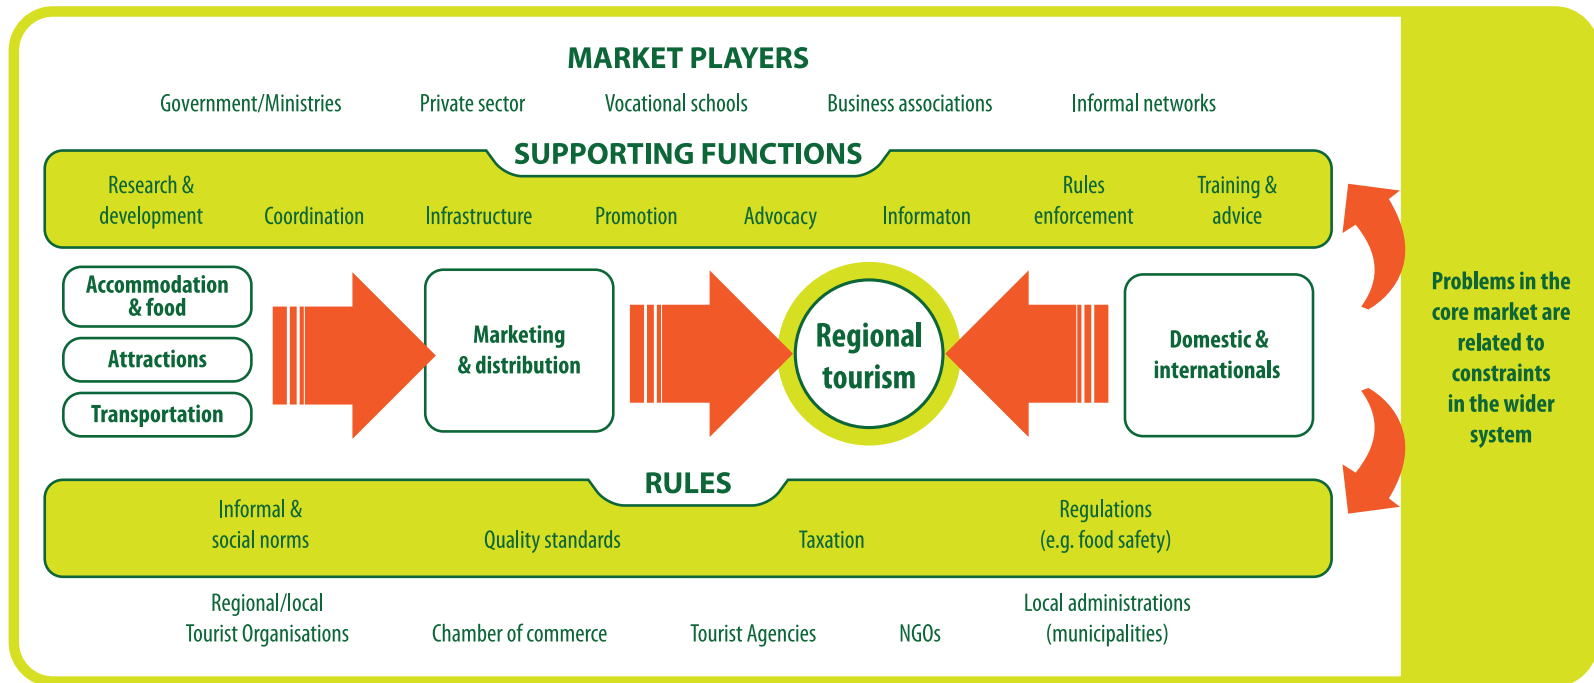 MARKET PLAYERS
Government/Ministries
Private sector
Vocational schools
Business associations
Informal networks
SUPPORTING FUNCTIONS
Research &
development
Coordination
Infrastructure
Promotion
Advocacy
Informaton
Rules
enforcement
Training &
advice
Accommodation
& food
Attractions
Transportation
Marketing
& distribution
Regional
tourism
Domestic &
internationals
Problems in the
core market are
related to
constraints
in the wider
system
RULES
Informal &
social norms
Quality standards
Taxation
Regulations
(e.g. food safety)
Regional/local
Tourist Organisations
Chamber of commerce
Tourist Agencies
NGOs
Local administrations
(municipalities)